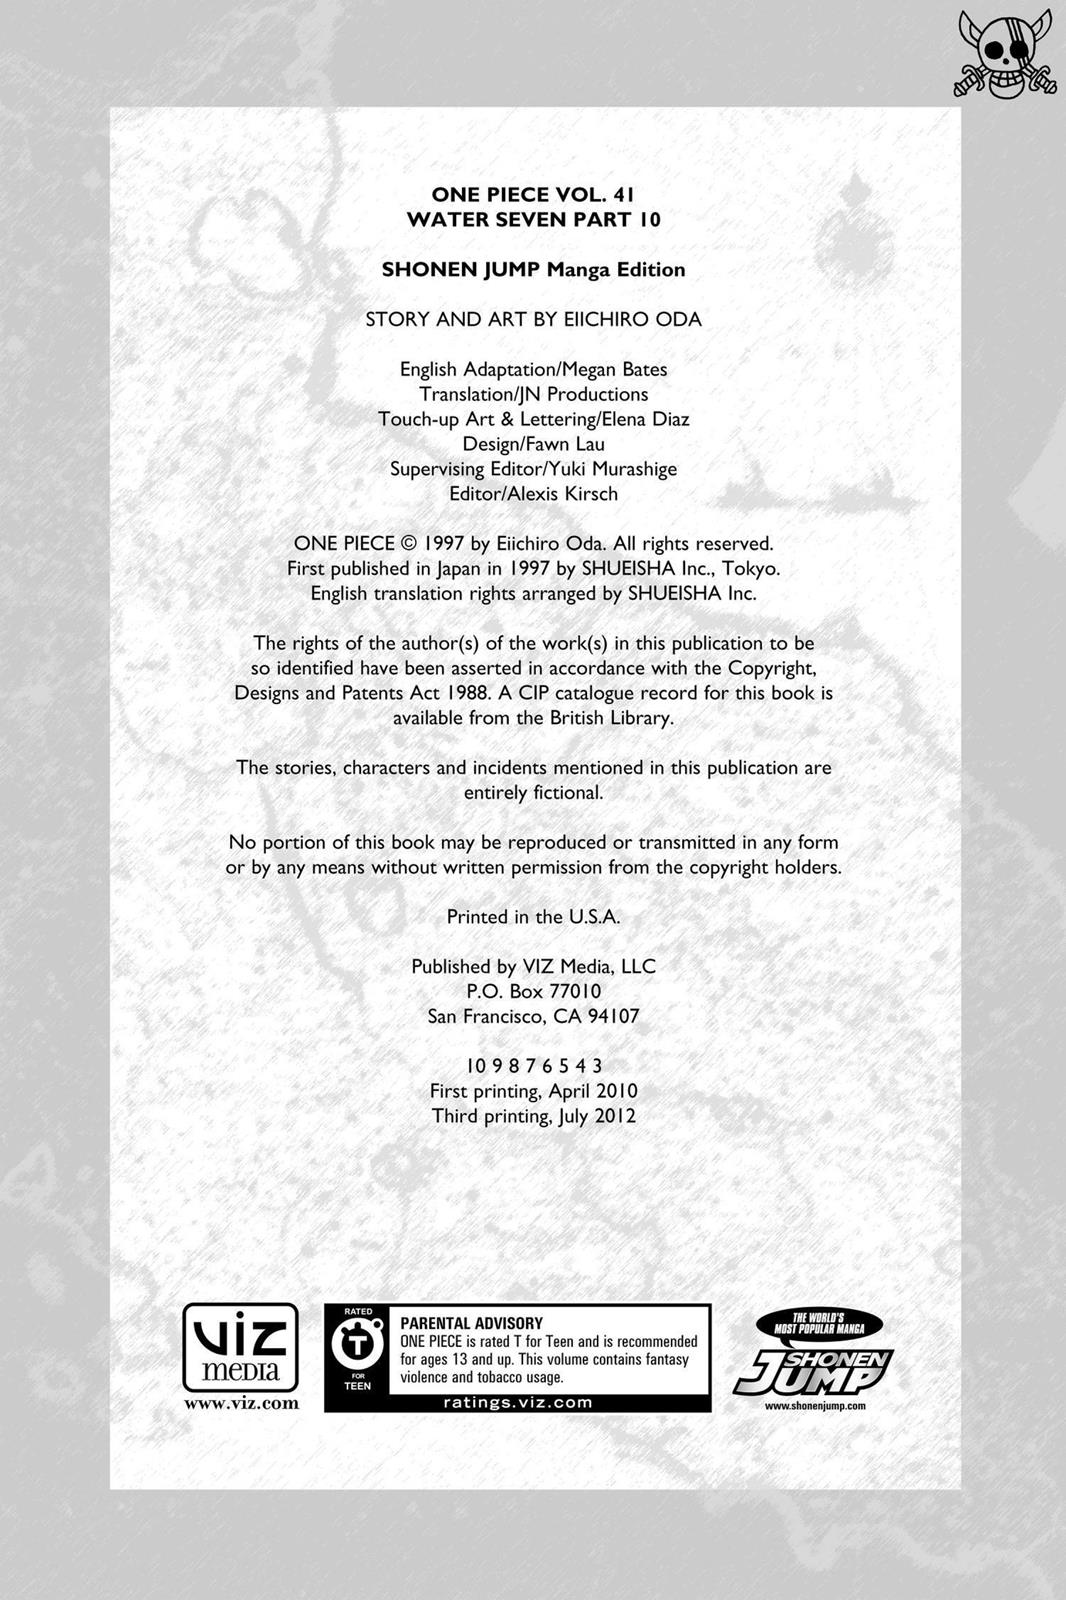 ONE PIECE VOL. 41
WATER SEVEN PART 10
SHONEN JUMP Manga Edition
STORY AND ART BY EIICHIRO ODA
English Adaptation/Megan Bates
Translation/JN Productions
Touch-up Art & Lettering/Elena Diaz
Design/Fawn Lau
Supervising Editor/Yuki Murashige
Editor/Alexis Kirsch
ONE PIECE © 1997 by Eiichiro Oda. All rights reserved.
First published in Japan in 1997 by SHUEISHA Inc., Tokyo.
English translation rights arranged by SHUEISHA Inc.
The rights of the author(s) of the work(s) in this publication to be
so identified have been asserted in accordance with the Copyright,
Designs and Patents Act 1988. A CIP catalogue record for this book is
available from the British Library.
The stories, characters and incidents mentioned in this publication are
entirely fictional.
No portion of this book may be reproduced or transmitted in any form
or by any means without written permission from the copyright holders.
Printed in the U.S.A.
Published by VIZ Media, LLC
P.O. Box 77010
San Francisco, CA 94107
10 9 8 7 6 5 4 3
First printing, April 2010
Third printing, July 2012
viz
media
www.viz.com
RATED
T
FOR
TEEN
PARENTAL ADVISORY
ONE PIECE is rated T for Teen and is recommended
for ages 13 and up. This volume contains fantasy
violence and tobacco usage.
ratings.viz.com
THE WORLD'S
MOST POPULAR MANGA
SHONEN
JUMP
www.shonenjump.com